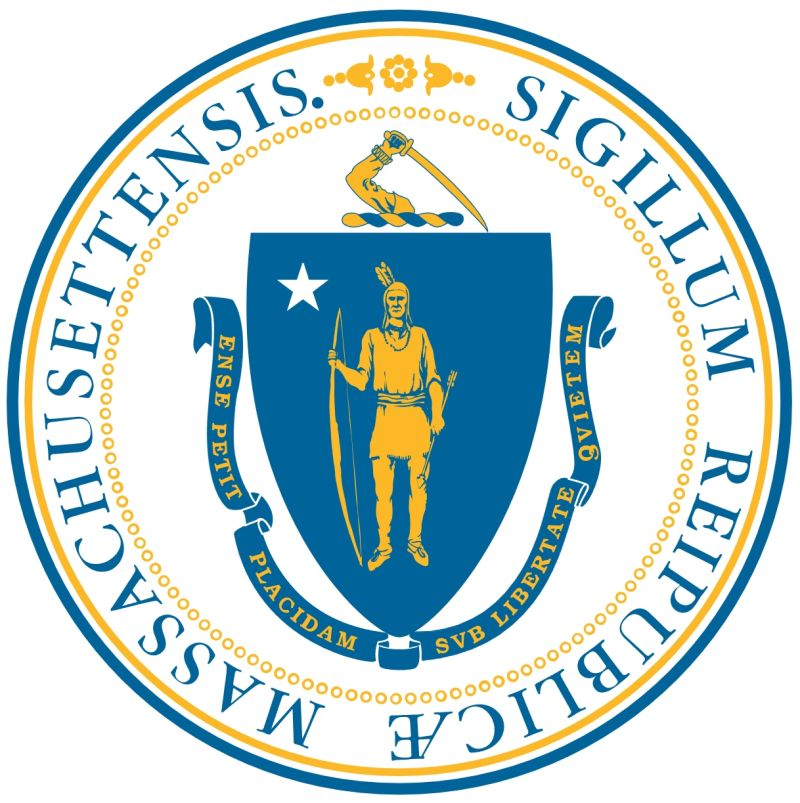 SIGILLUM REIPUBLICÆ MASSACHUSETTENSIS.
ENSE PETIT
PLACIDAM
SVB LIBERTATE
QVIETEM